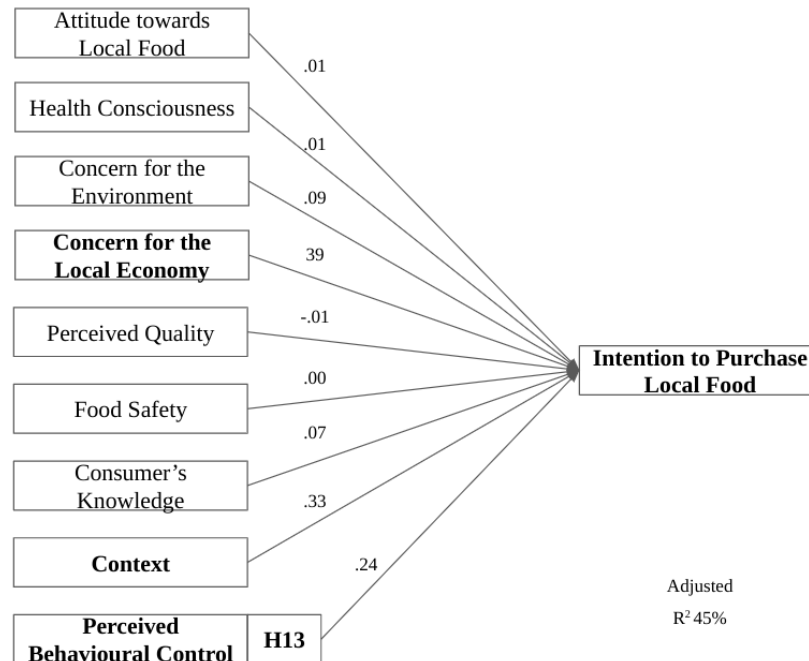 Attitude towards
Local Food
.01
Health Consciousness
.01
Concern for the
Environment
.09
Concern for the
Local Economy
39
-.01
Perceived Quality
Intention to Purchase
Local Food
.00
Food Safety
.07
Consumer’s
Knowledge
.33
Context
.24
Adjusted
R² 45%
Perceived
Behavioural Control
H13